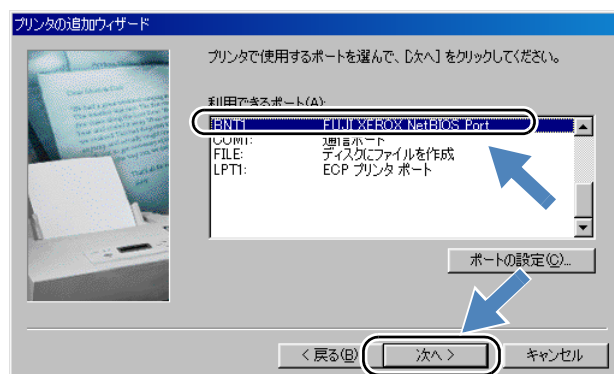 プリンタの追加ウィザード
プリンタで使用するポートを選んで、[次へ] をクリックしてください。
利用できるポート(A):
BNT1: FUJI XEROX NetBIOS Port
COM1: 通信ポート
FILE: ディスクにファイルを作成
LPT1: ECP プリンタ ポート
ポートの設定(C)...
< 戻る(B)
次へ >
キャンセル